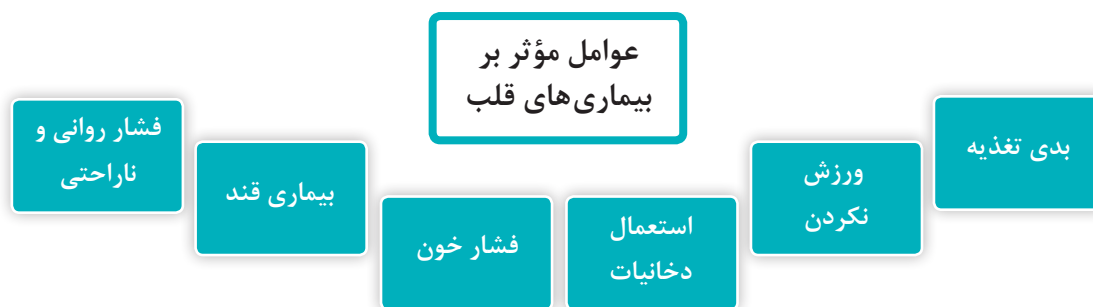 عوامل مؤثر بر
بیماری‌های قلب
بدی تغذیه
ورزش
نکردن
استعمال
دخانیات
فشار خون
بیماری قند
فشار روانی و
ناراحتی